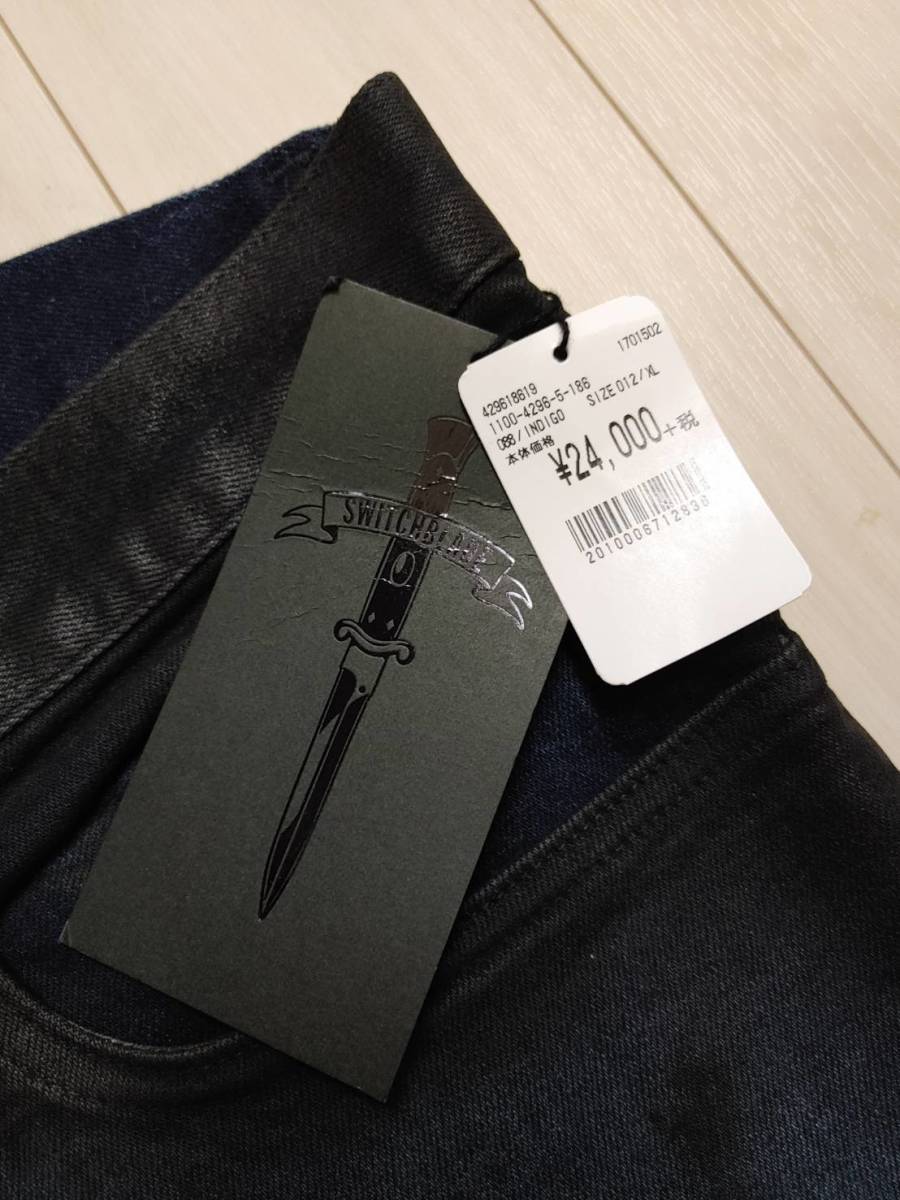 1701502
429618619
1100-4296-5-186
088/INDIGO SIZE 012/XL
本体価格
¥24,000+税
2010006712838
SWITCHBLADE